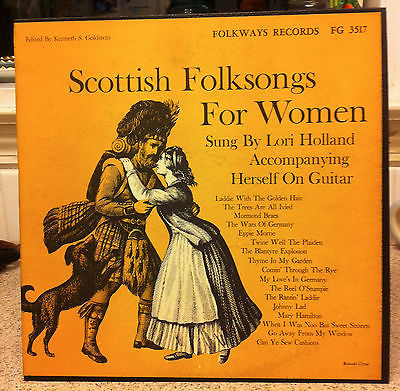 Edited By Kenneth S. Goldstein
FOLKWAYS RECORDS FG 3517
Scottish Folksongs
For Women
Sung By Lori Holland
Accompanying
Herself On Guitar
Laddie With The Golden Hair
The Trees Are All Ivied
Mormond Braes
The Wars Of Germany
Eppie Morrie
Twine Weel The Plaiden
The Blantyre Explosion
Thyme In My Garden
Comin' Through The Rye
My Love's In Germany
The Reel O'Stumpie
The Rantin' Laddie
Johnny Lad
Mary Hamilton
When I Was Noo But Sweet Sixteen
Go Away From My Window
Can Ye Sew Cushions
Ronald Clyne